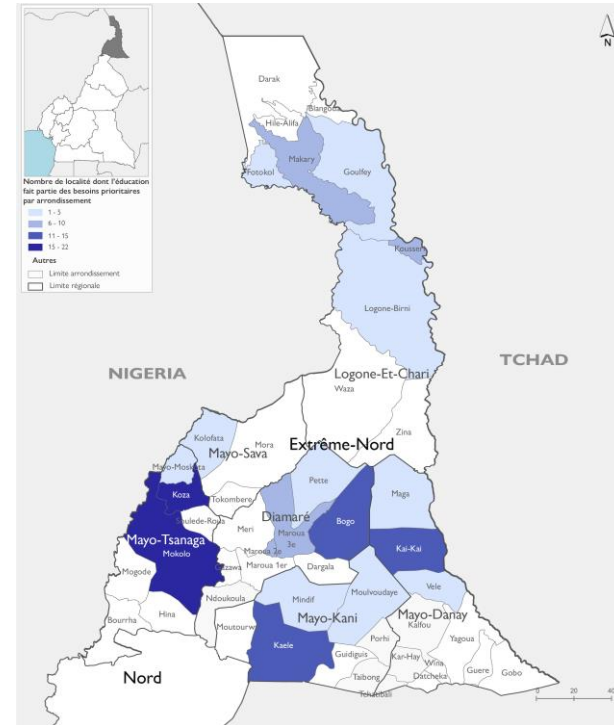 N
Nombre de localité dont l'éducation
fait partie des besoins prioritaires
par arrondissement
1 - 5
6 - 10
11 - 15
15 - 22
Autres
Limite arrondissement
Limite régionale
Darak
Blangoua
Hile-Alifa
Makary
Fotokol
Goulfey
Kousseri
Logone-Birni
NIGERIA
TCHAD
Logone-Et-Chari
Waza
Zina
Extrême-Nord
Kolofata
Mora
Mayo-Sava
Mayo-Moskota
Koza
Tokombere
Pette
Maga
Diamaré
Bogo
Soulede-Roua
Meri
Maroua
3e
Mayo-Tsanaga
Mokolo
Kai-Kai
Maroua 2e
Maroua 1er
Dargala
Gazawa
Mogode
Vele
Ndoukoula
Mindif
Moulvoudaye
Mayo-Kani
Mayo-Danay
Kalfou
Bourrha
Hina
Moutourwa
Yagoua
Porhi
Kaele
Guidiguis
Kar-Hay
Wina
Guere
Gobo
Nord
Taibong
Datcheka
Tchatibali
0
20
40